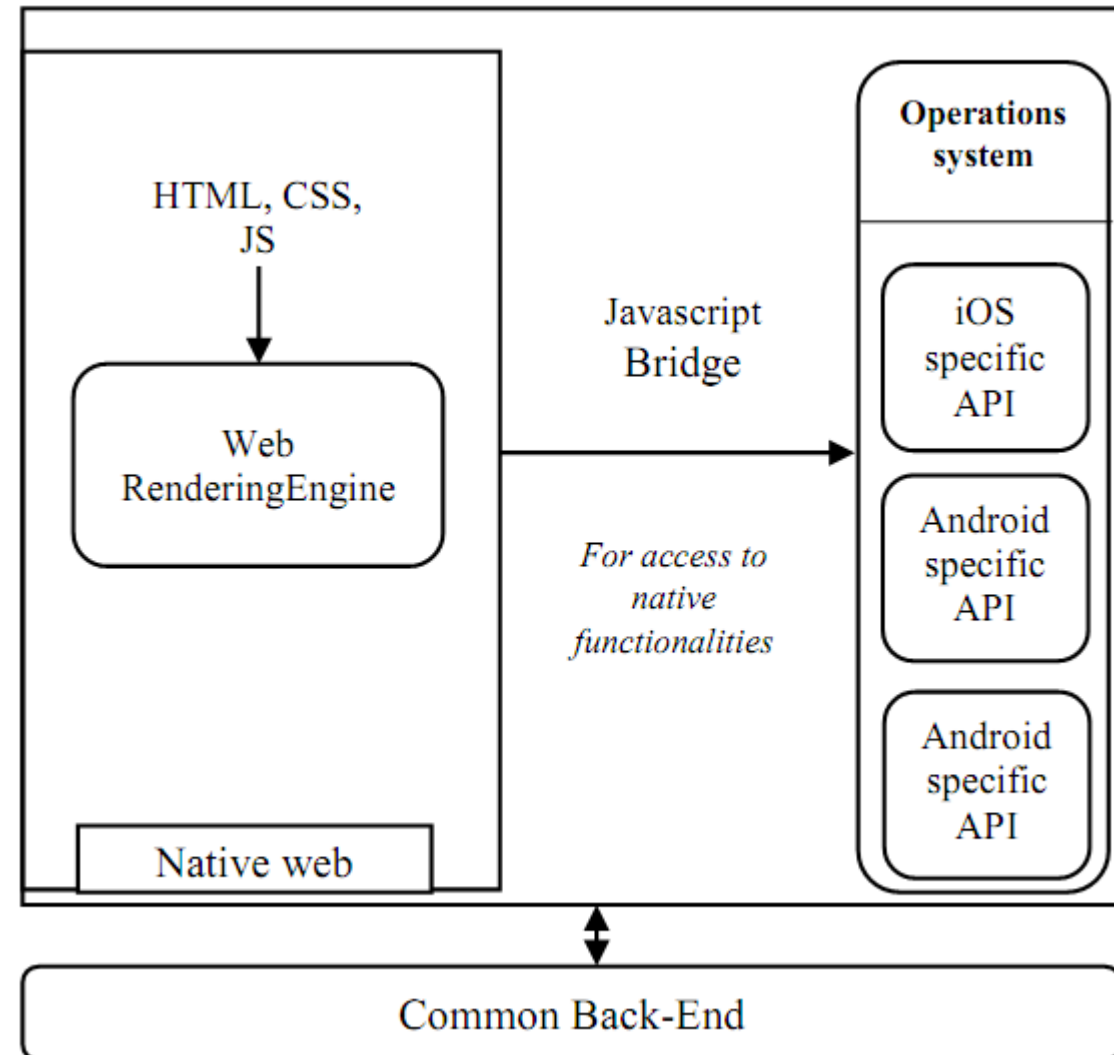 HTML, CSS,
JS
Web
RenderingEngine
Native web
Javascript
Bridge
For access to
native
functionalities
Operations
system
iOS
specific
API
Android
specific
API
Android
specific
API
Common Back-End